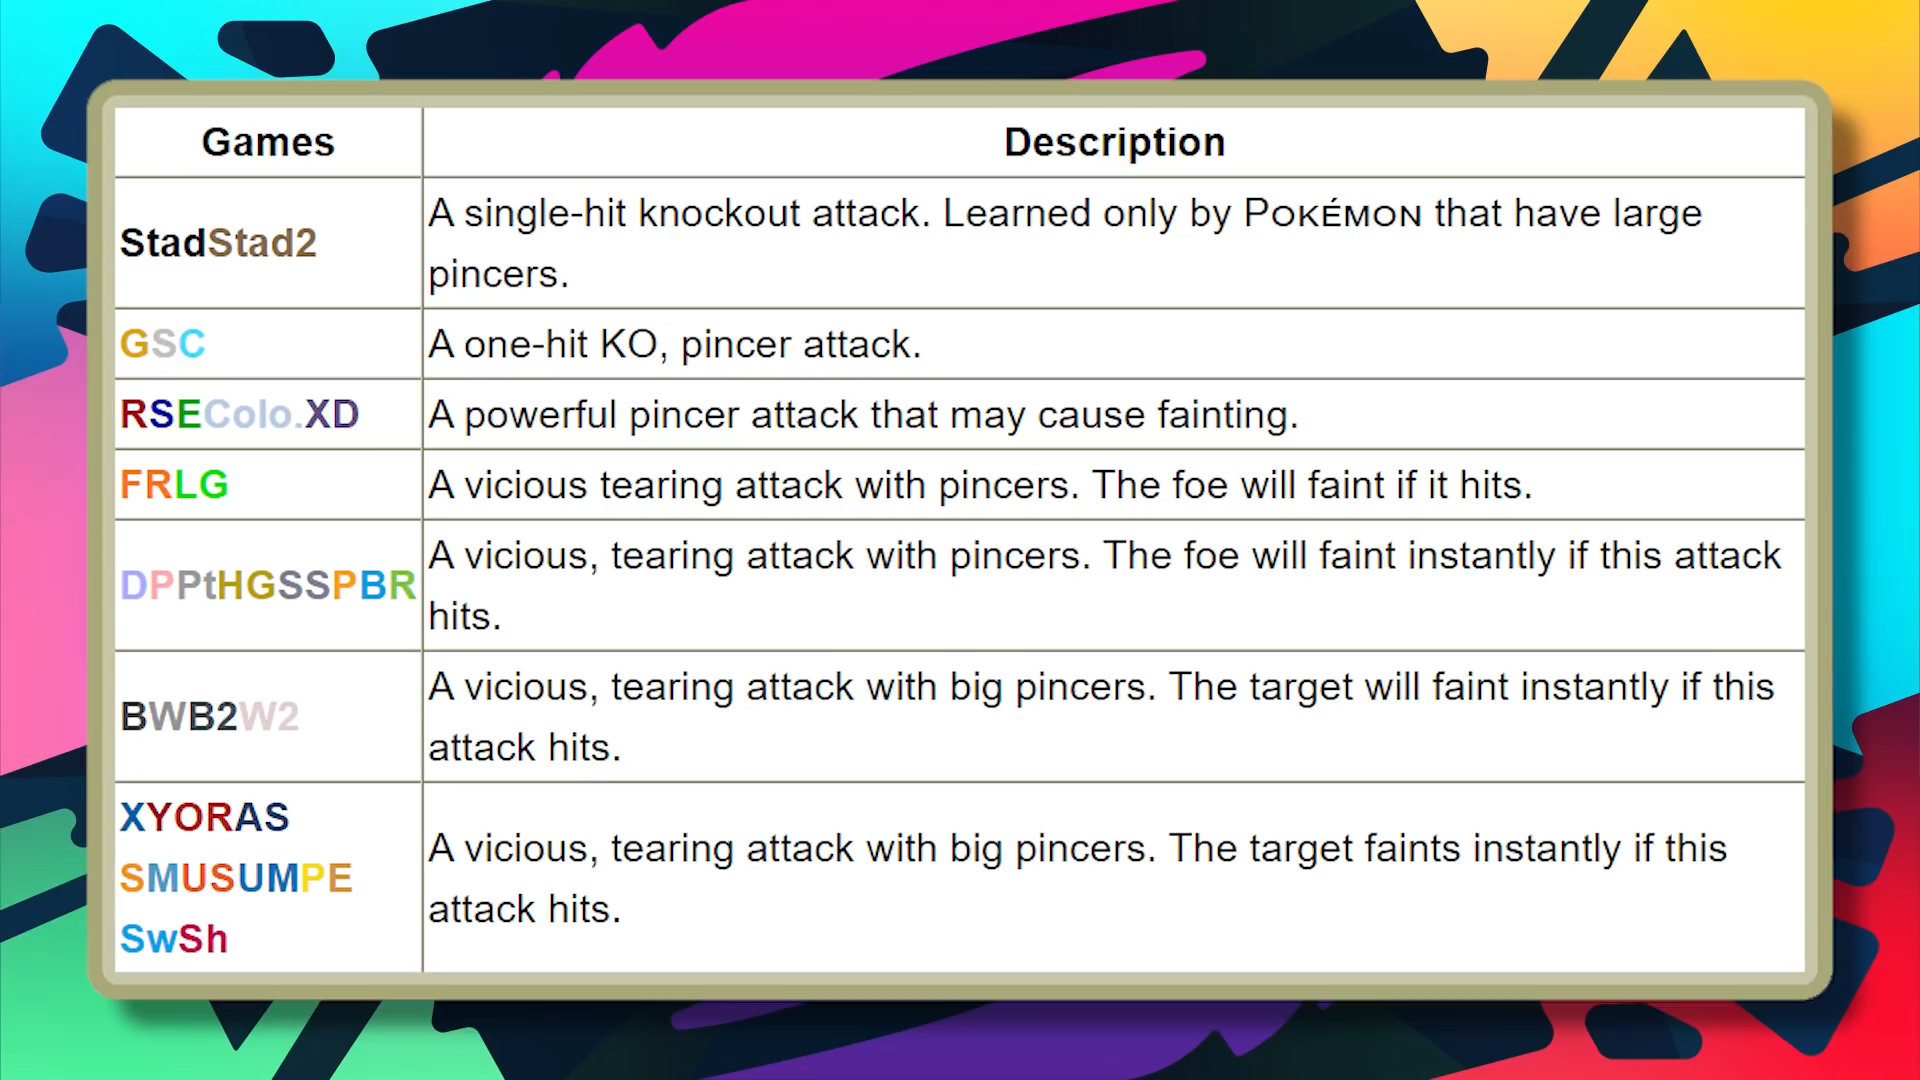 Games Description
StadStad2
A single-hit knockout attack. Learned only by POKÉMON that have large
pincers.
GSC
A one-hit KO, pincer attack.
RSEColo.XD
A powerful pincer attack that may cause fainting.
FRLG
A vicious tearing attack with pincers. The foe will faint if it hits.
DPPtHGSSPBR
A vicious, tearing attack with pincers. The foe will faint instantly if this attack
hits.
BWB2W2
A vicious, tearing attack with big pincers. The target will faint instantly if this
attack hits.
XYORAS
SMUSUMPE
SwSh
A vicious, tearing attack with big pincers. The target faints instantly if this
attack hits.